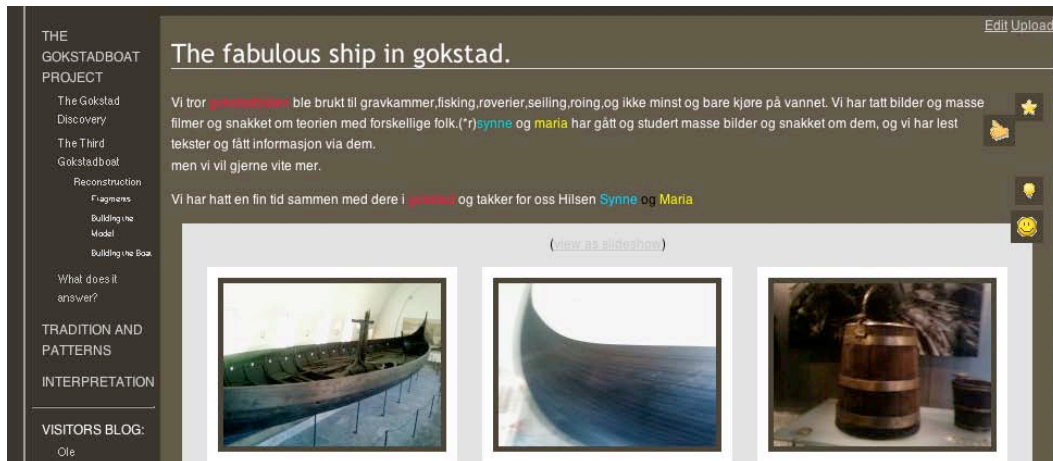 THE
GOKSTADBOAT
PROJECT
The Gokstad
Discovery
The Third
Gokstadboat
Reconstruction
Fragments
Building the
Model
Building the Boat
What does it
answer?
TRADITION AND
PATTERNS
INTERPRETATION
VISITORS BLOG:
Ole
Edit Upload
The fabulous ship in gokstad.
Vi tror ble brukt til gravkammer,fisking,røverier,seiling,roing,og ikke minst og bare kjøre på vannet. Vi har tatt bilder og masse
filmer og snakket om teorien med forskellige folk.(*r)synne og maria har gått og studert masse bilder og snakket om dem, og vi har lest
tekster og fått informasjon via dem.
men vi vil gjerne vite mer.
Vi har hatt en fin tid sammen med dere i gokstad og takker for oss Hilsen Synne og Maria
(view as slideshow)